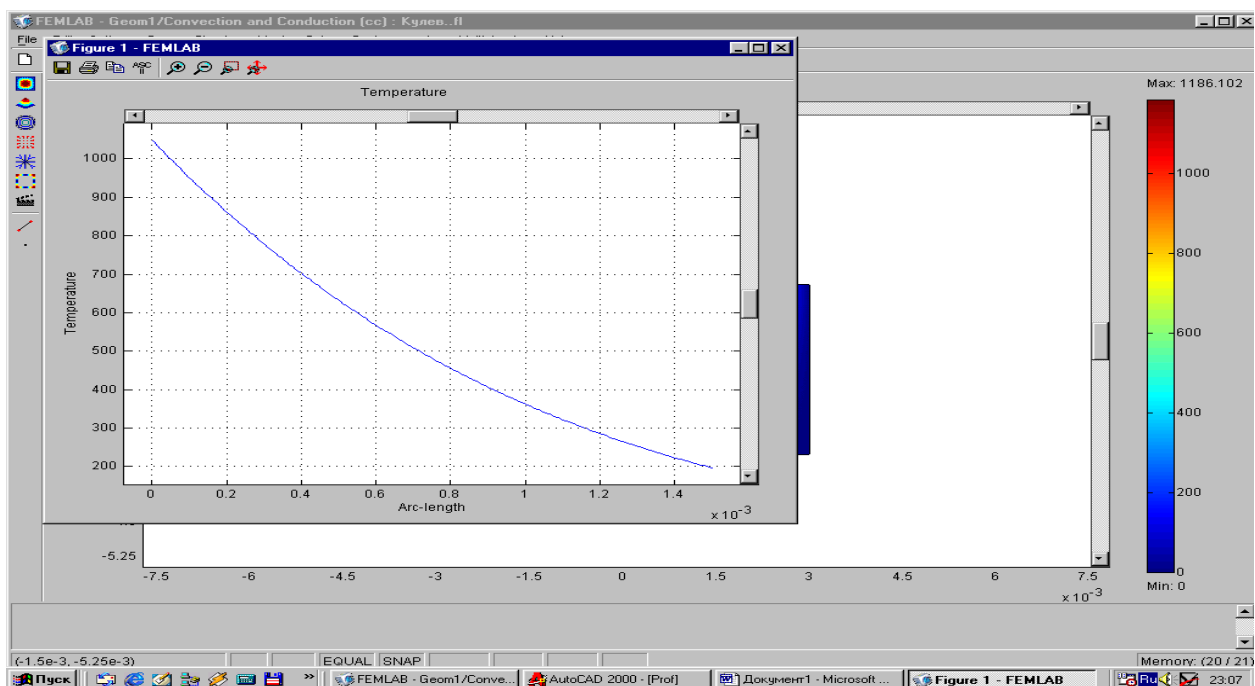 FEMLAB - Geom1/Convection and Conduction (cc) : Кулев..fl
File
Figure 1 - FEMLAB
Temperature
1000
900
800
700
600
500
400
300
200
Temperature
0 0.2 0.4 0.6 0.8 1 1.2 1.4
Arc-length
x 10-3
Max: 1186.102
1000
800
600
400
200
0
Min: 0
-5.25
-7.5 -6 -4.5 -3 -1.5 0 1.5 3 4.5 6 7.5
x 10-3
(-1.5e-3, -5.25e-3) EQUAL SNAP Memory: (20 / 21)
Пуск » FEMLAB - Geom1/Conve... AutoCAD 2000 - [Prof] Документ1 - Microsoft ... Figure 1 - FEMLAB Ru 23:07